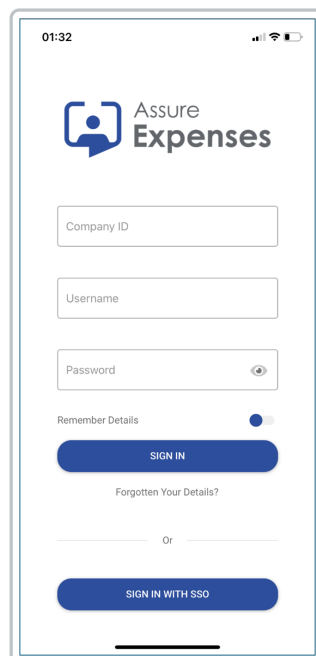 01:32
Assure
Expenses
Company ID
Username
Password
Remember Details
SIGN IN
Forgotten Your Details?
Or
SIGN IN WITH SSO